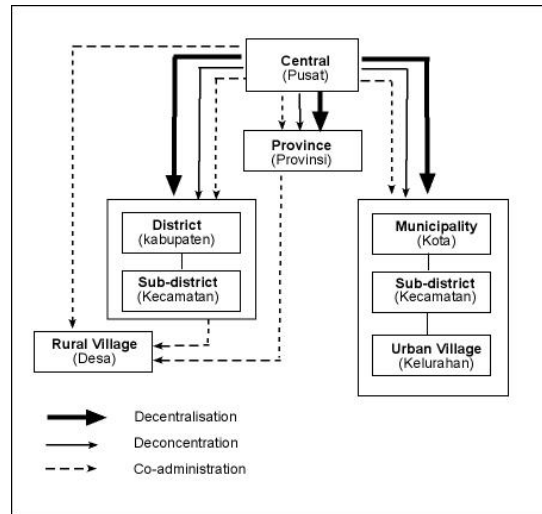 Central
(Pusat)
Province
(Provinsi)
District
(kabupaten)
Sub-district
(Kecamatan)
Municipality
(Kota)
Sub-district
(Kecamatan)
Urban Village
(Kelurahan)
Rural Village
(Desa)
Decentralisation
Deconcentration
Co-administration